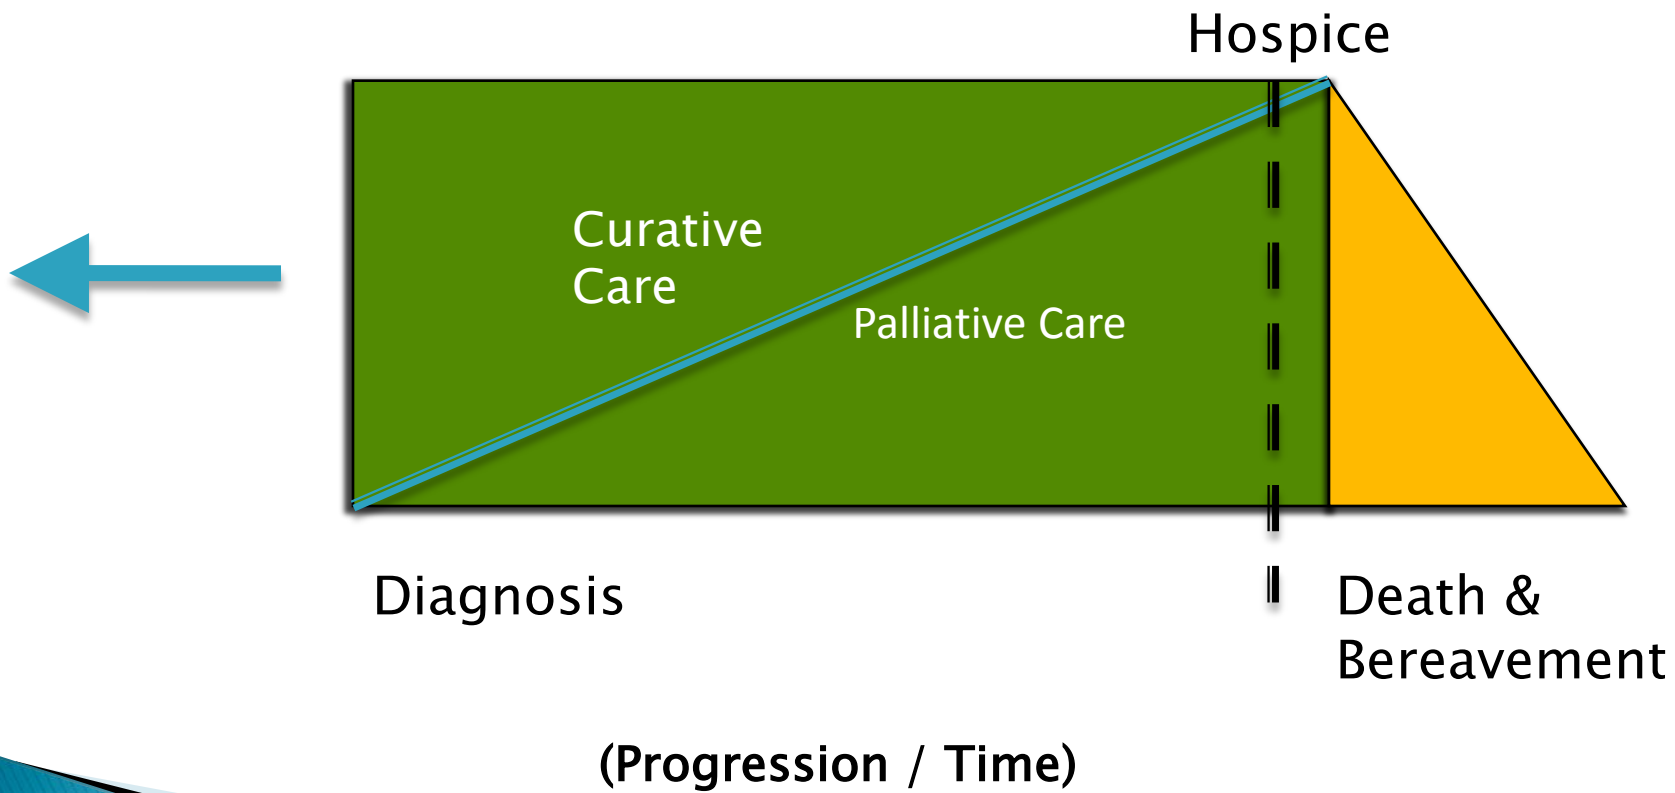 Hospice
Curative
Care
Palliative Care
Diagnosis
Death &
Bereavement
(Progression / Time)